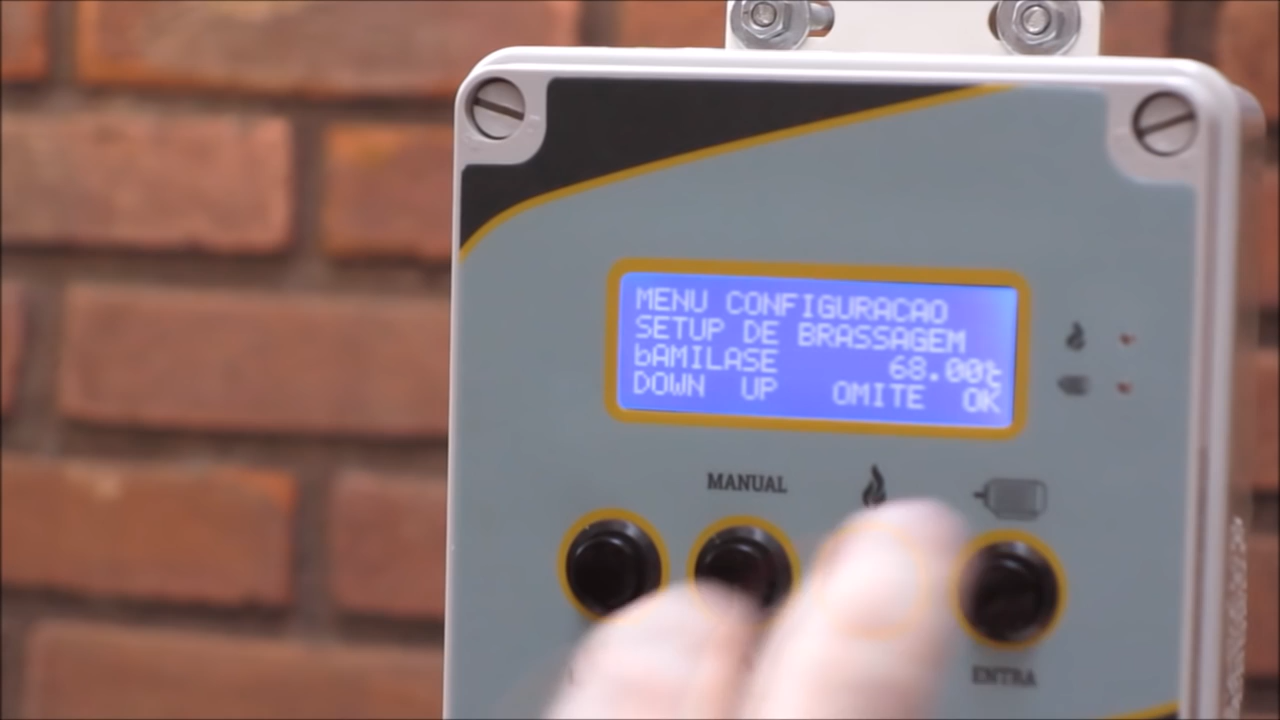 MENU CONFIGURACAO
SETUP DE BRASSAGEM
bAMILASE 68.00℃
DOWN UP OMITE OK
MANUAL
ENTRA